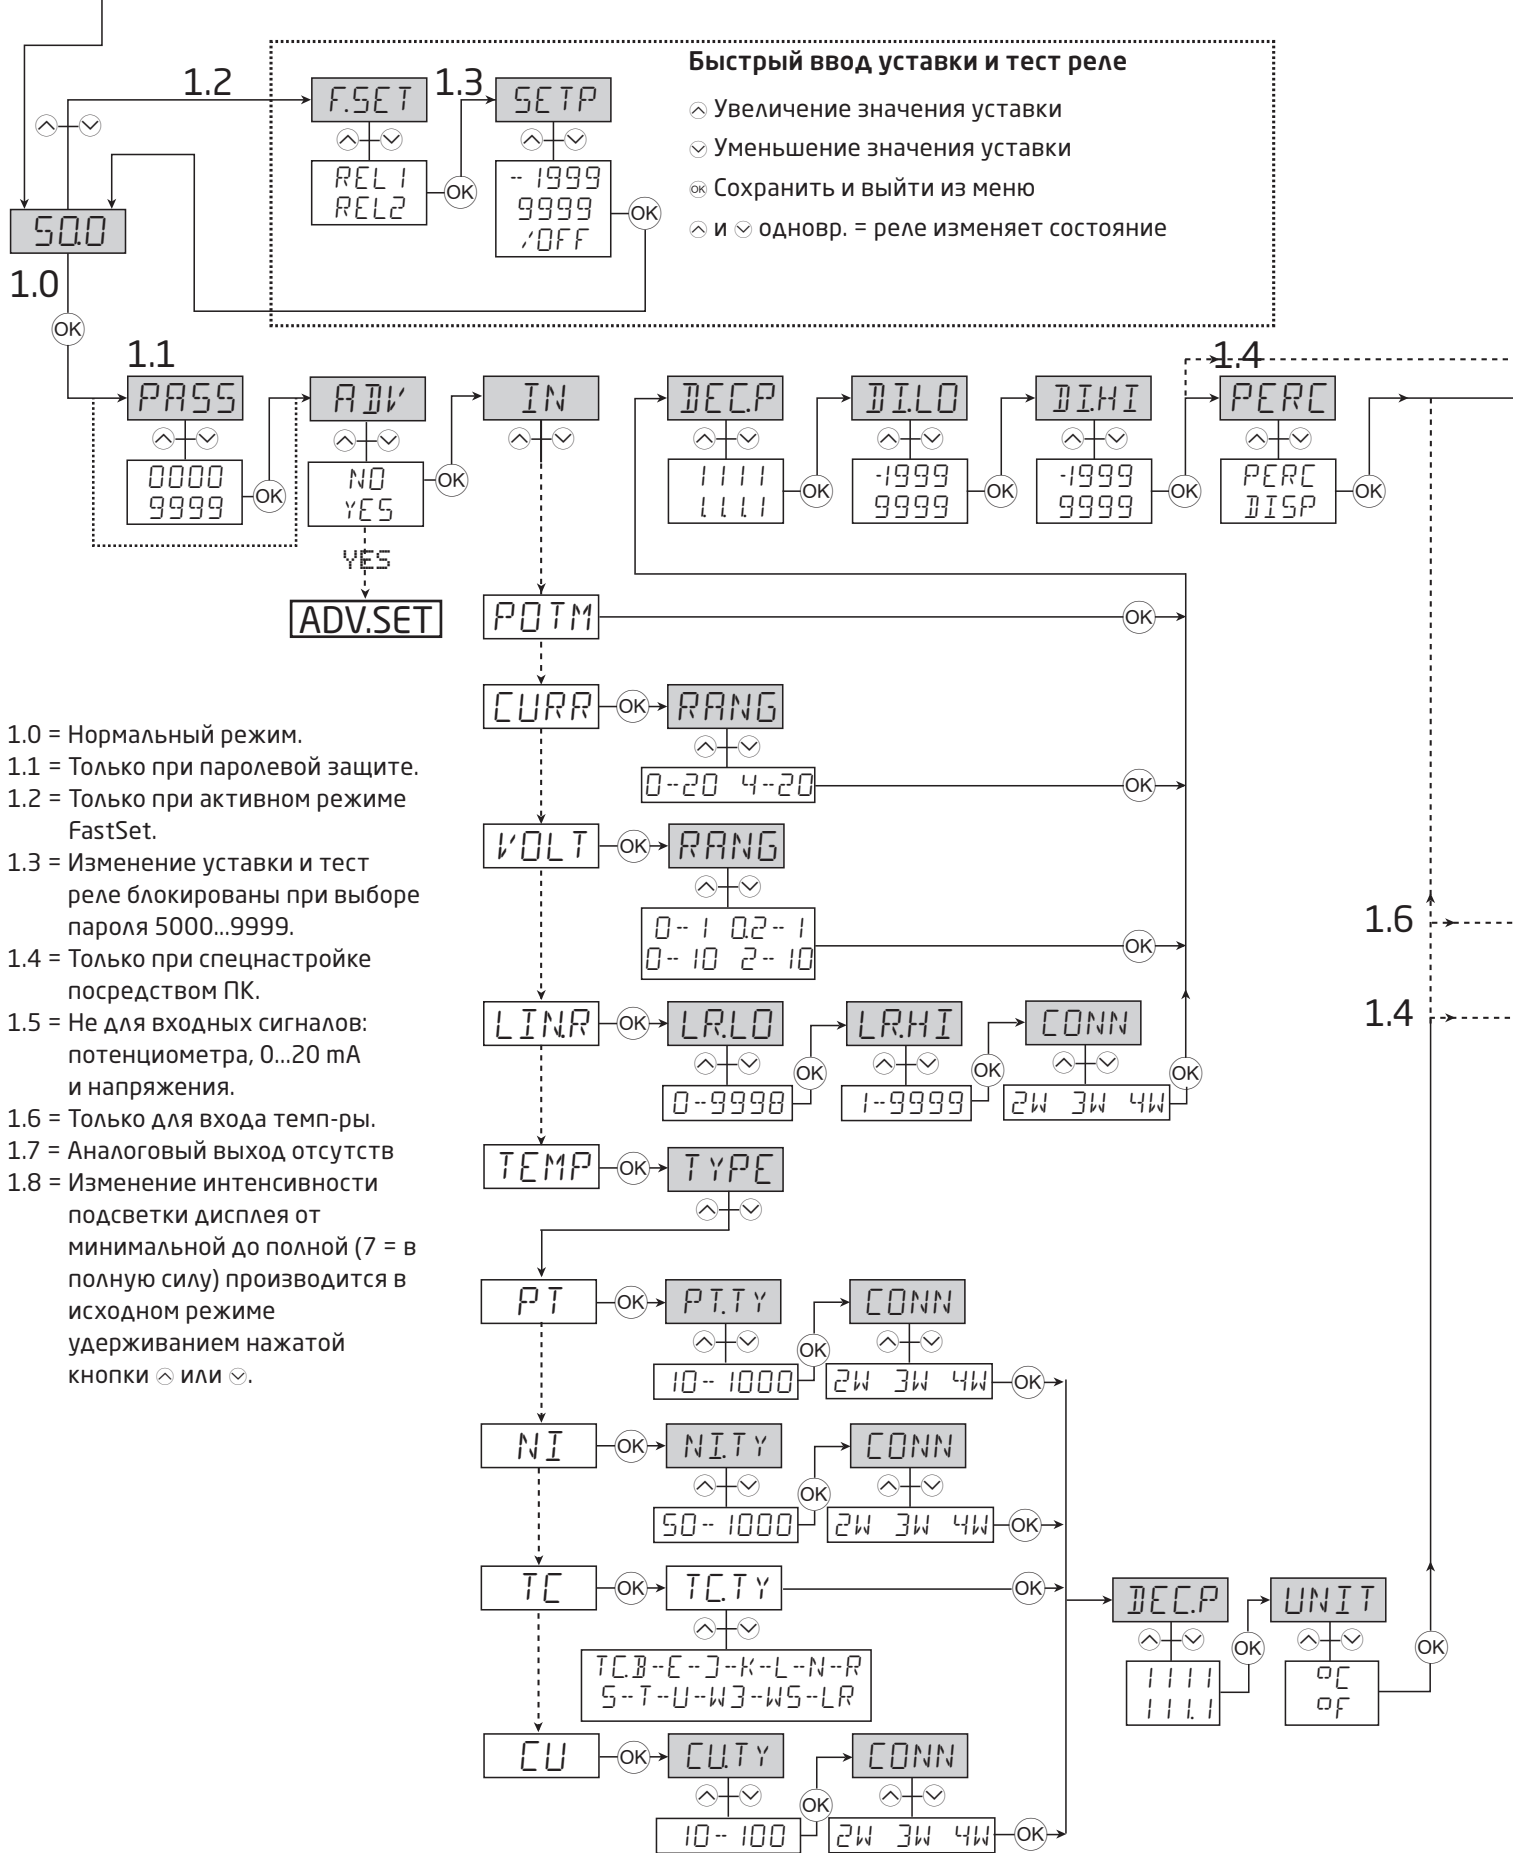 Быстрый ввод уставки и тест реле
1.2
F.SET
1.3
SETP
Увеличение значения уставки
Уменьшение значения уставки
REL1
REL2
OK
-1999
9999
/OFF
OK
OK Сохранить и выйти из меню
и одновр. = реле изменяет состояние
50.0
1.0
OK
1.1
1.4
PASS
ADV
IN
DEC.P
DI.LO
DI.HI
PERC
0000
9999
OK
NO
YES
OK
1111
1.1.1.1
OK
-1999
9999
OK
-1999
9999
OK
PERC
DISP
OK
YES
ADV.SET
POTM
OK
CURR
OK
RANG
0-20 4-20
OK
VOLT
OK
RANG
0-1 0.2-1
0-10 2-10
OK
1.6
LIN.R
OK
LR.LO
LR.HI
CONN
1.4
OK
OK
OK
0-9998
1-9999
2W 3W 4W
TEMP
OK
TYPE
1.0 = Нормальный режим.
1.1 = Только при паролевой защите.
1.2 = Только при активном режиме
FastSet.
1.3 = Изменение уставки и тест
реле блокированы при выборе
пароля 5000...9999.
1.4 = Только при спецнастройке
посредством ПК.
1.5 = Не для входных сигналов:
потенциометра, 0...20 mA
и напряжения.
1.6 = Только для входа темп-ры.
1.7 = Аналоговый выход отсутств
1.8 = Изменение интенсивности
подсветки дисплея от
минимальной до полной (7 = в
полную силу) производится в
исходном режиме
удерживанием нажатой
кнопки или .
PT
OK
PT.TY
CONN
OK
10-1000
2W 3W 4W
OK
NI
OK
NI.TY
CONN
OK
50-1000
2W 3W 4W
OK
TC
OK
TC.TY
OK
TC.B-E-J-K-L-N-R
S-T-U-W3-W5-LR
DEC.P
UNIT
OK
OK
1111
111.1
°C
°F
CU
OK
CU.TY
CONN
OK
10-100
2W 3W 4W
OK